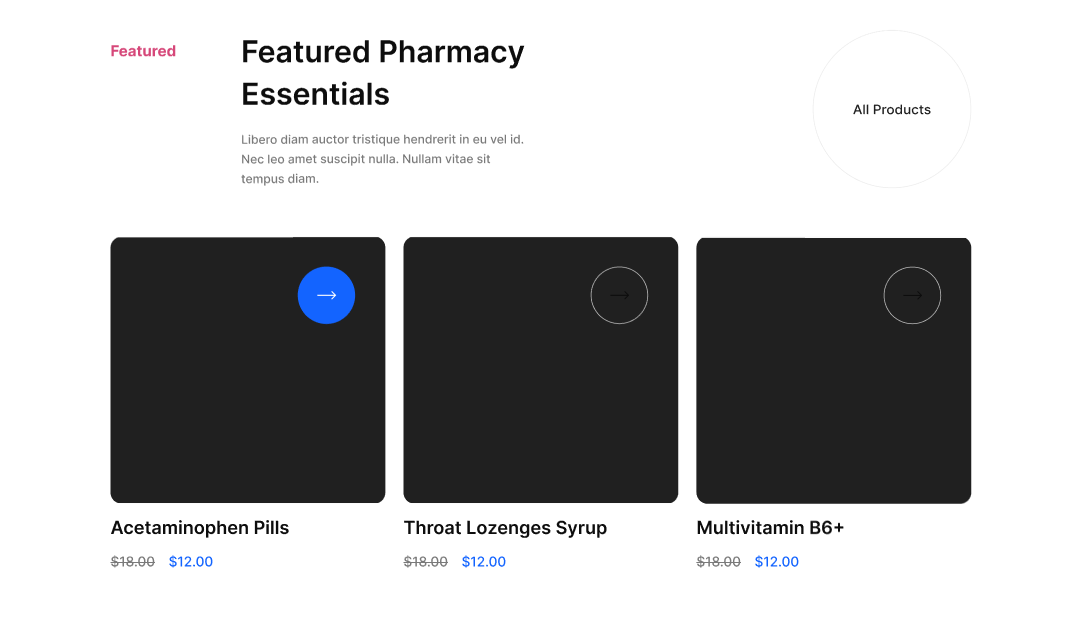 Featured
Featured Pharmacy
Essentials
Libero diam auctor tristique hendrerit in eu vel id.
Nec leo amet suscipit nulla. Nullam vitae sit
tempus diam.
All Products
Acetaminophen Pills
$18.00 $12.00
Throat Lozenges Syrup
$18.00 $12.00
Multivitamin B6+
$18.00 $12.00